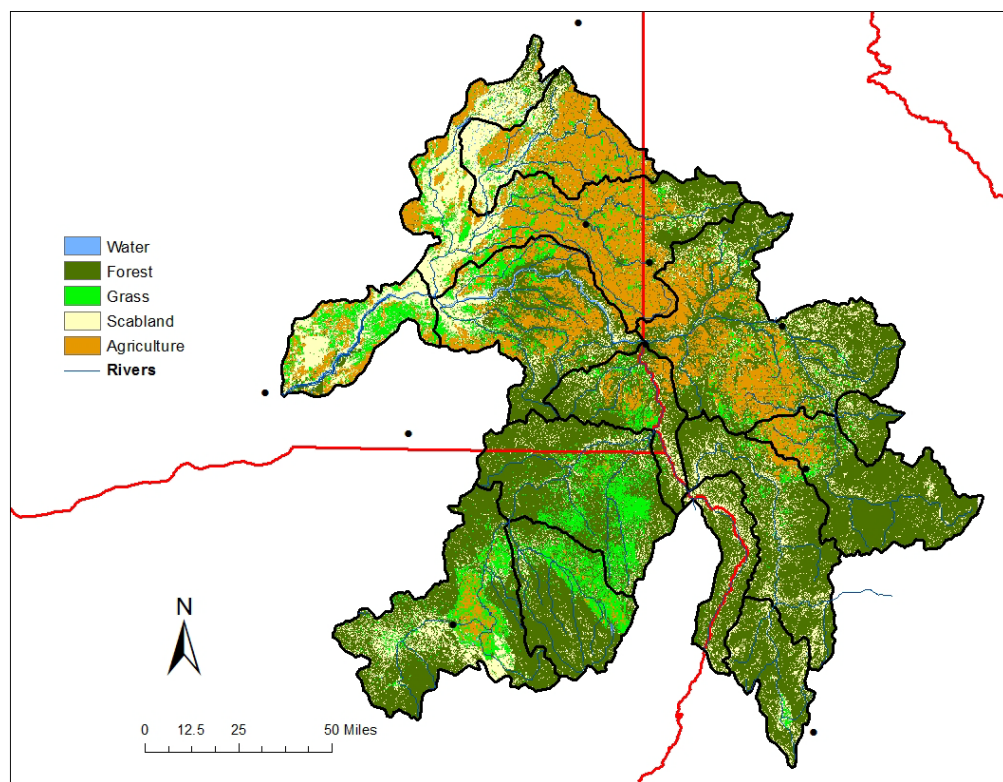 Water
Forest
Grass
Scabland
Agriculture
Rivers
N
0 12.5 25 50 Miles